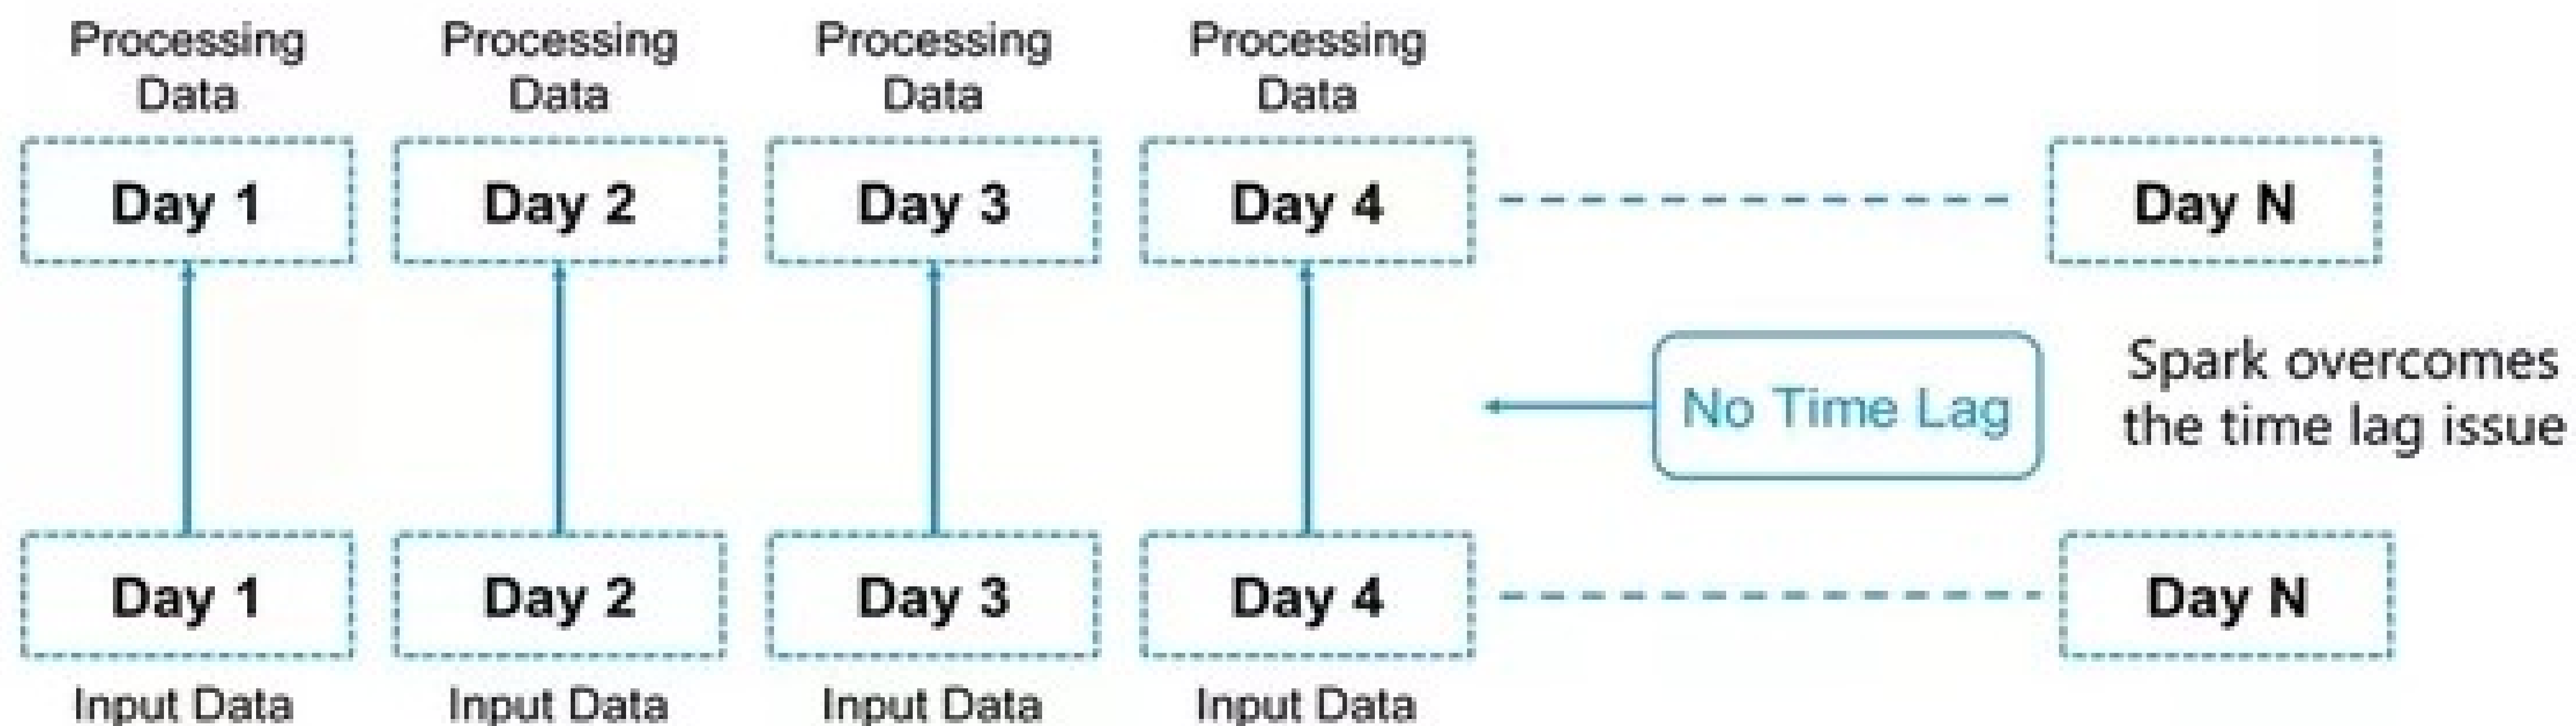 Processing Data
Processing Data
Processing Data
Processing Data
Day 1
Day 2
Day 3
Day 4
Day N
No Time Lag
Spark overcomes
the time lag issue
Day 1
Day 2
Day 3
Day 4
Day N
Input Data
Input Data
Input Data
Input Data